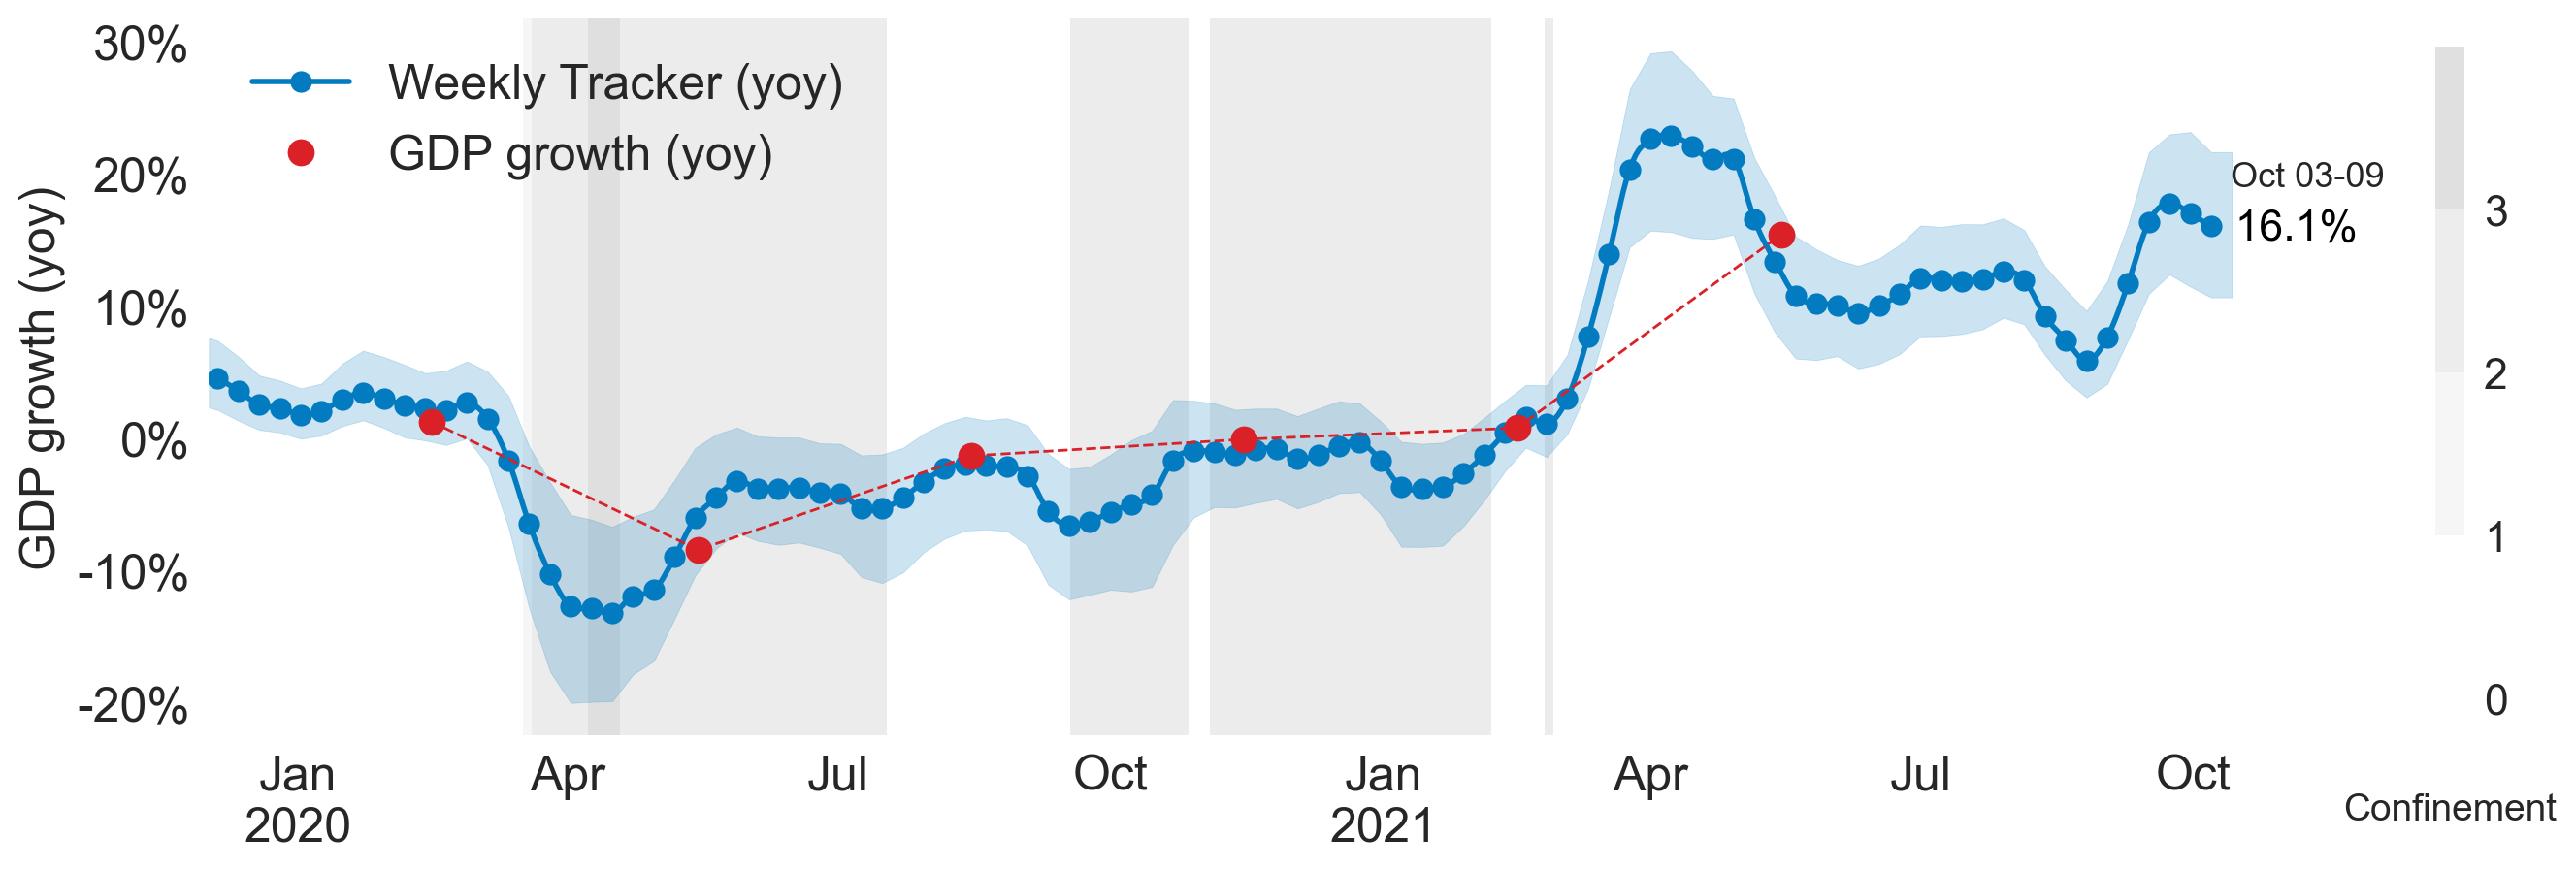 30%
20%
10%
0%
-10%
-20%
GDP growth (yoy)
Weekly Tracker (yoy)
GDP growth (yoy)
Oct 03-09
16.1%
3
2
1
0
Confinement
Jan Apr Jul Oct Jan Apr Jul Oct
2020 2021